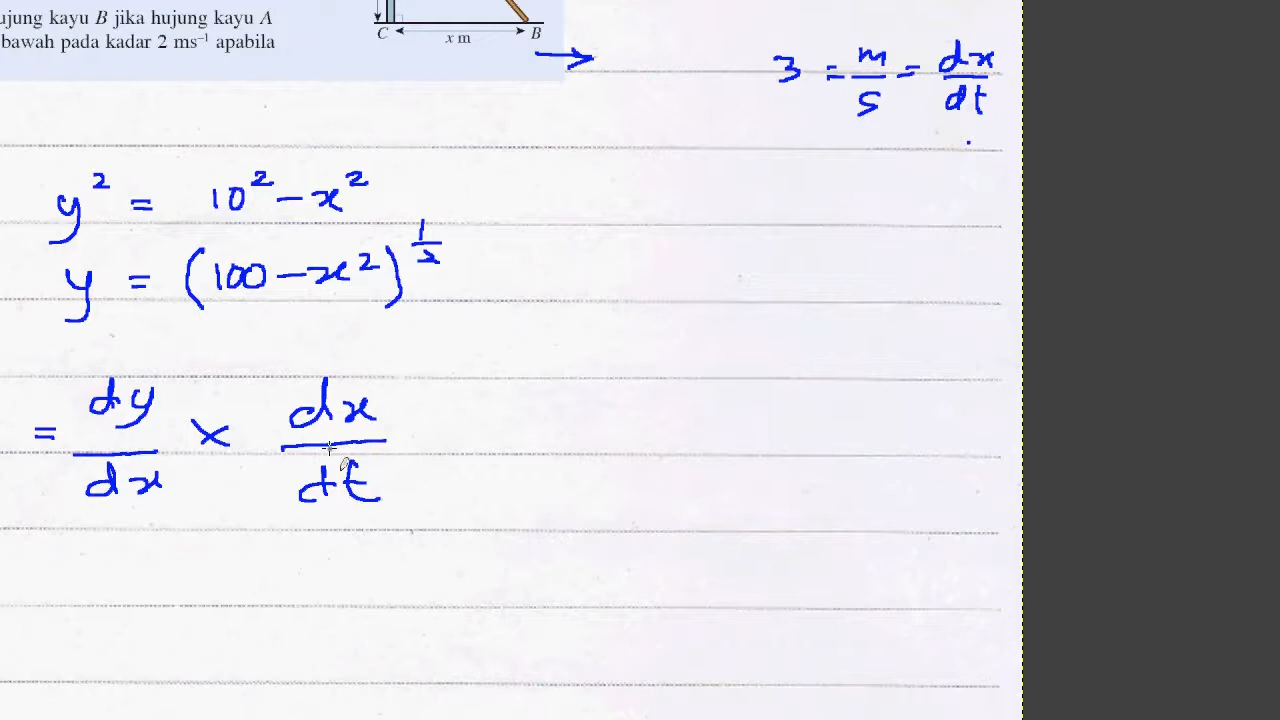 ujung kayu B jika hujung kayu A
bawah pada kadar 2 ms⁻¹ apabila
C x m B
3 = m/s = dx/dt
y² = 10² − x²
y = (100 − x²)^(1/2)
= dy/dx × dx/dt